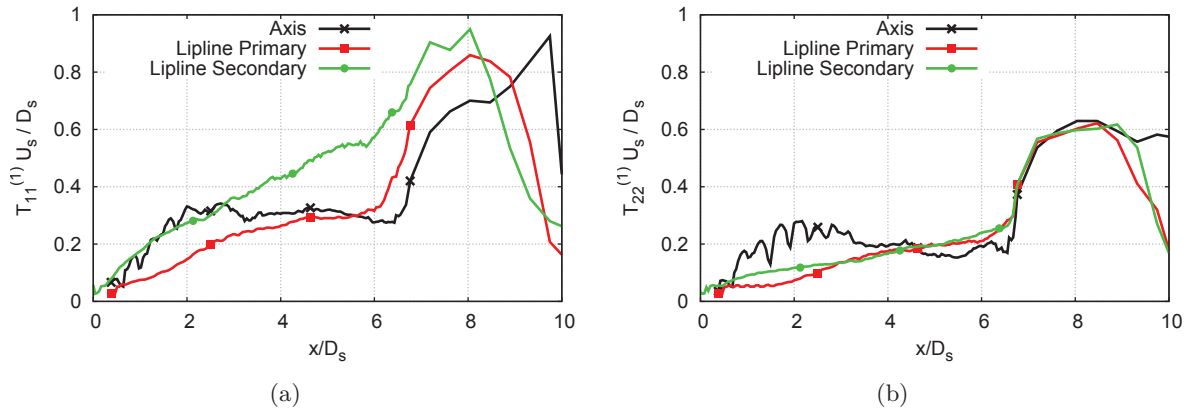 Axis
Lipline Primary
Lipline Secondary
T₁₁⁽¹⁾ Uₛ / Dₛ
1
0.8
0.6
0.4
0.2
0
0 2 4 6 8 10
x/Dₛ
(a)
Axis
Lipline Primary
Lipline Secondary
T₂₂⁽¹⁾ Uₛ / Dₛ
1
0.8
0.6
0.4
0.2
0
0 2 4 6 8 10
x/Dₛ
(b)